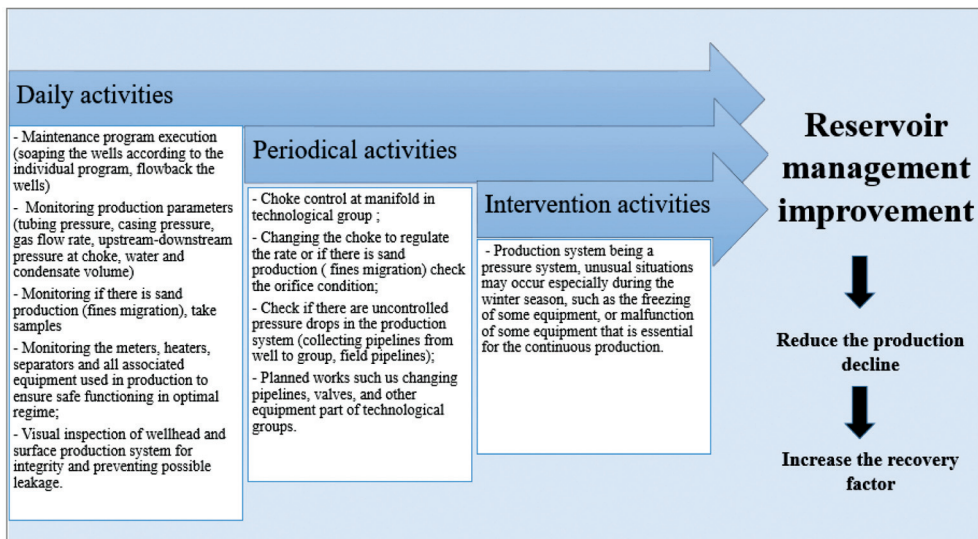 Daily activities
- Maintenance program execution
(soaping the wells according to the
individual program, flowback the
wells)
- Monitoring production parameters
(tubing pressure, casing pressure,
gas flow rate, upstream-downstream
pressure at choke, water and
condensate volume)
- Monitoring if there is sand
production (fines migration), take
samples
- Monitoring the meters, heaters,
separators and all associated
equipment used in production to
ensure safe functioning in optimal
regime;
- Visual inspection of wellhead and
surface production system for
integrity and preventing possible
leakage.
Periodical activities
- Choke control at manifold in
technological group ;
- Changing the choke to regulate
the rate or if there is sand
production ( fines migration) check
the orifice condition;
- Check if there are uncontrolled
pressure drops in the production
system (collecting pipelines from
well to group, field pipelines);
- Planned works such us changing
pipelines, valves, and other
equipment part of technological
groups.
Intervention activities
- Production system being a
pressure system, unusual situations
may occur especially during the
winter season, such as the freezing
of some equipment, or malfunction
of some equipment that is essential
for the continuous production.
Reservoir
management
improvement
Reduce the production
decline
Increase the recovery
factor